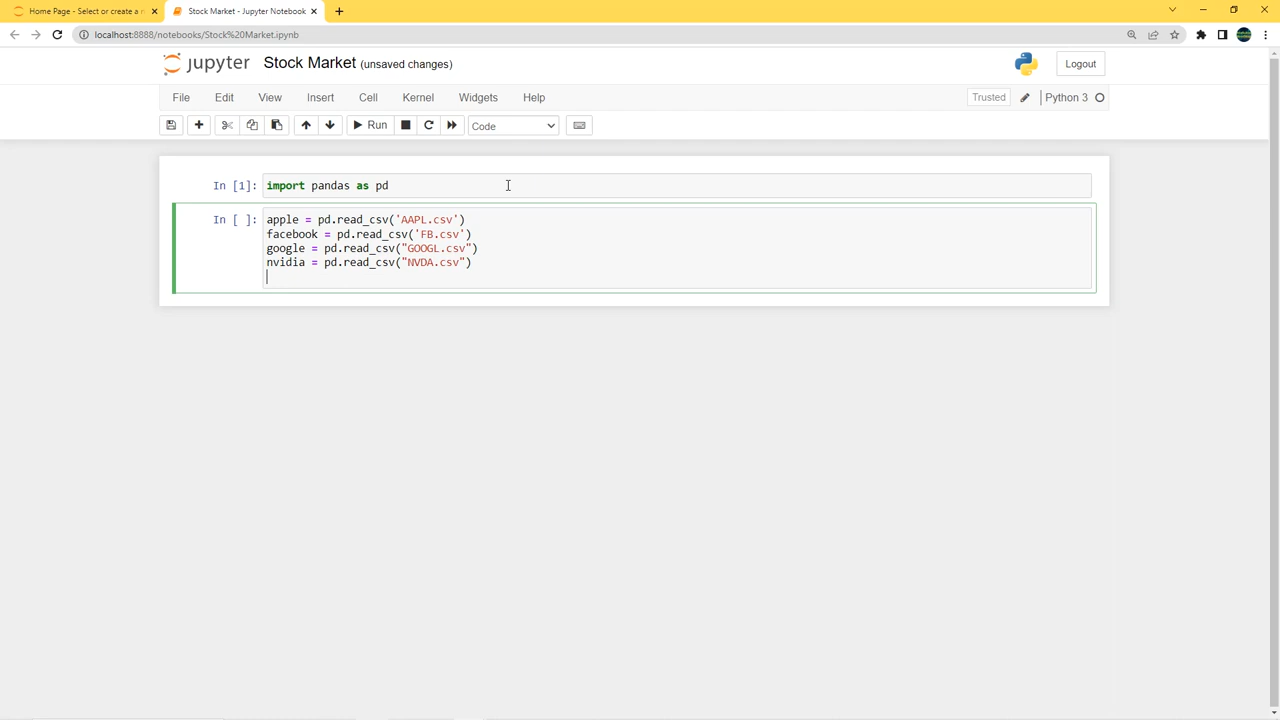 Home Page - Select or create a n
Stock Market - Jupyter Notebook
localhost:8888/notebooks/Stock%20Market.ipynb
jupyter Stock Market (unsaved changes)
Logout
File Edit View Insert Cell Kernel Widgets Help
Trusted Python 3
Run Code
In [1]: import pandas as pd
In [ ]: apple = pd.read_csv('AAPL.csv')
facebook = pd.read_csv('FB.csv')
google = pd.read_csv("GOOGL.csv")
nvidia = pd.read_csv("NVDA.csv")